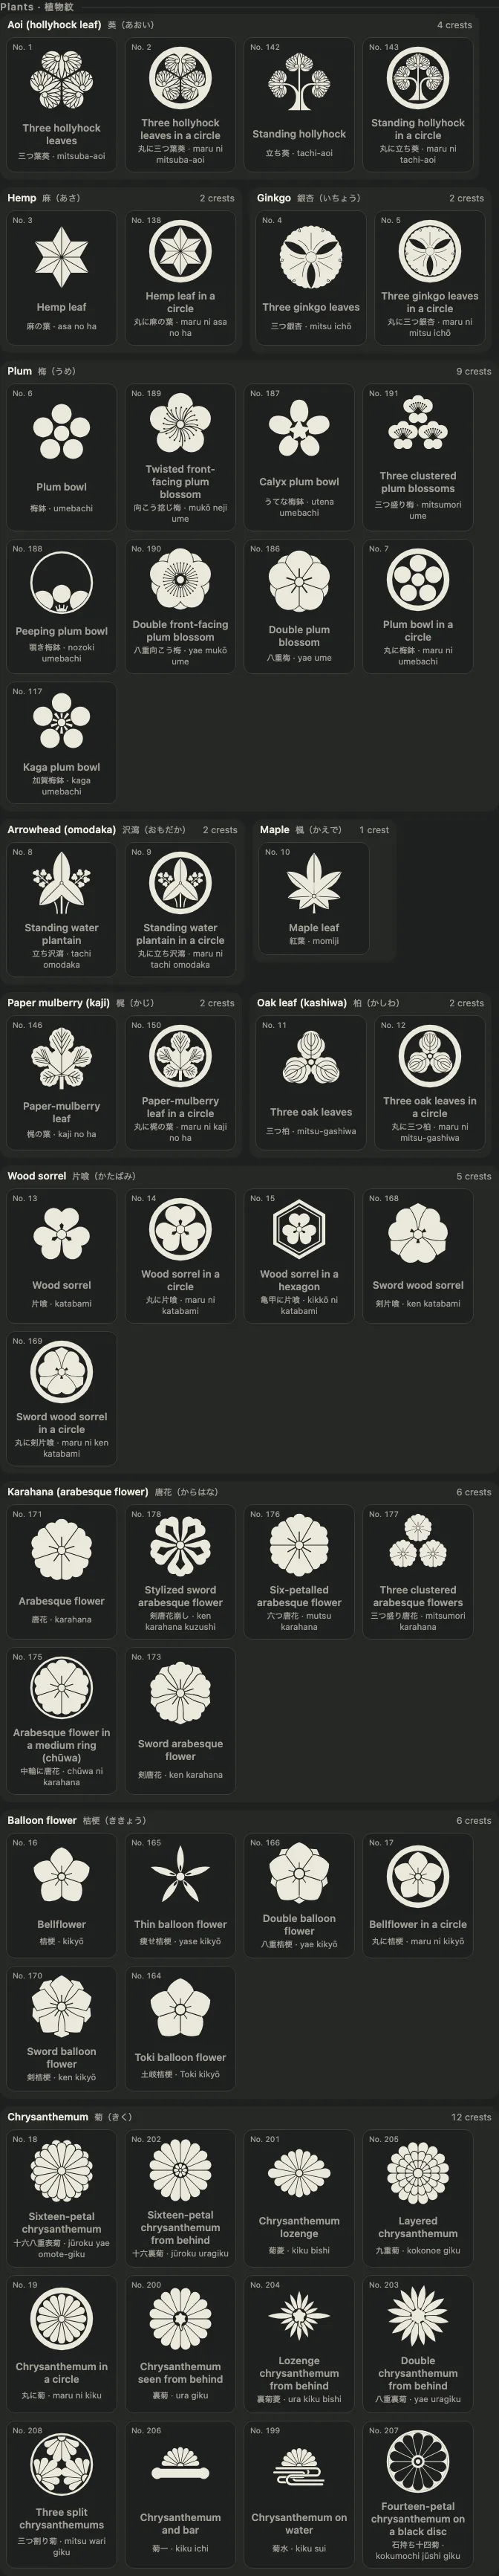 Plants · 植物紋
Aoi (hollyhock leaf) 葵（あおい） 4 crests
No. 1
Three hollyhock
leaves
三つ葉葵 · mitsuba-aoi
No. 2
Three hollyhock
leaves in a circle
丸に三つ葉葵 · maru ni
mitsuba-aoi
No. 142
Standing hollyhock
立ち葵 · tachi-aoi
No. 143
Standing hollyhock
in a circle
丸に立ち葵 · maru ni
tachi-aoi
Hemp 麻（あさ） 2 crests
No. 3
Hemp leaf
麻の葉 · asa no ha
No. 138
Hemp leaf in a
circle
丸に麻の葉 · maru ni asa
no ha
Ginkgo 銀杏（いちょう） 2 crests
No. 4
Three ginkgo leaves
三つ銀杏 · mitsu ichō
No. 5
Three ginkgo leaves
in a circle
丸に三つ銀杏 · maru ni
mitsu ichō
Plum 梅（うめ） 9 crests
No. 6
Plum bowl
梅鉢 · umebachi
No. 189
Twisted front-
facing plum
blossom
向こう捻じ梅 · mukō neji
ume
No. 187
Calyx plum bowl
うてな梅鉢 · utena
umebachi
No. 191
Three clustered
plum blossoms
三つ盛り梅 · mitsumori
ume
No. 188
Peeping plum bowl
覗き梅鉢 · nozoki
umebachi
No. 190
Double front-facing
plum blossom
八重向こう梅 · yae mukō
ume
No. 186
Double plum
blossom
八重梅 · yae ume
No. 7
Plum bowl in a
circle
丸に梅鉢 · maru ni
umebachi
No. 117
Kaga plum bowl
加賀梅鉢 · kaga
umebachi
Arrowhead (omodaka) 沢瀉（おもだか） 2 crests
No. 8
Standing water
plantain
立ち沢瀉 · tachi
omodaka
No. 9
Standing water
plantain in a circle
丸に立ち沢瀉 · maru ni
tachi omodaka
Maple 楓（かえで） 1 crest
No. 10
Maple leaf
紅葉 · momiji
Paper mulberry (kaji) 梶（かじ） 2 crests
No. 146
Paper-mulberry
leaf
梶の葉 · kaji no ha
No. 150
Paper-mulberry
leaf in a circle
丸に梶の葉 · maru ni kaji
no ha
Oak leaf (kashiwa) 柏（かしわ） 2 crests
No. 11
Three oak leaves
三つ柏 · mitsu-gashiwa
No. 12
Three oak leaves in
a circle
丸に三つ柏 · maru ni
mitsu-gashiwa
Wood sorrel 片喰（かたばみ） 5 crests
No. 13
Wood sorrel
片喰 · katabami
No. 14
Wood sorrel in a
circle
丸に片喰 · maru ni
katabami
No. 15
Wood sorrel in a
hexagon
亀甲に片喰 · kikkō ni
katabami
No. 168
Sword wood sorrel
剣片喰 · ken katabami
No. 169
Sword wood sorrel
in a circle
丸に剣片喰 · maru ni ken
katabami
Karahana (arabesque flower) 唐花（からはな） 6 crests
No. 171
Arabesque flower
唐花 · karahana
No. 178
Stylized sword
arabesque flower
剣唐花崩し · ken
karahana kuzushi
No. 176
Six-petalled
arabesque flower
六つ唐花 · mutsu
karahana
No. 177
Three clustered
arabesque flowers
三つ盛り唐花 · mitsumori
karahana
No. 175
Arabesque flower in
a medium ring
(chūwa)
中輪に唐花 · chūwa ni
karahana
No. 173
Sword arabesque
flower
剣唐花 · ken karahana
Balloon flower 桔梗（ききょう） 6 crests
No. 16
Bellflower
桔梗 · kikyō
No. 165
Thin balloon flower
痩せ桔梗 · yase kikyō
No. 166
Double balloon
flower
八重桔梗 · yae kikyō
No. 17
Bellflower in a circle
丸に桔梗 · maru ni kikyō
No. 170
Sword balloon
flower
剣桔梗 · ken kikyō
No. 164
Toki balloon flower
土岐桔梗 · Toki kikyō
Chrysanthemum 菊（きく） 12 crests
No. 18
Sixteen-petal
chrysanthemum
十六八重表菊 · jūroku yae
omote-giku
No. 202
Sixteen-petal
chrysanthemum
from behind
十六裏菊 · jūroku uragiku
No. 201
Chrysanthemum
lozenge
菊菱 · kiku bishi
No. 205
Layered
chrysanthemum
九重菊 · kokonoe giku
No. 19
Chrysanthemum in
a circle
丸に菊 · maru ni kiku
No. 200
Chrysanthemum
seen from behind
裏菊 · ura giku
No. 204
Lozenge
chrysanthemum
from behind
裏菊菱 · ura kiku bishi
No. 203
Double
chrysanthemum
from behind
八重裏菊 · yae uragiku
No. 208
Three split
chrysanthemums
三つ割り菊 · mitsu wari
giku
No. 206
Chrysanthemum
and bar
菊一 · kiku ichi
No. 199
Chrysanthemum on
water
菊水 · kiku sui
No. 207
Fourteen-petal
chrysanthemum on
a black disc
石持ち十四菊 ·
kokumochi jūshi giku